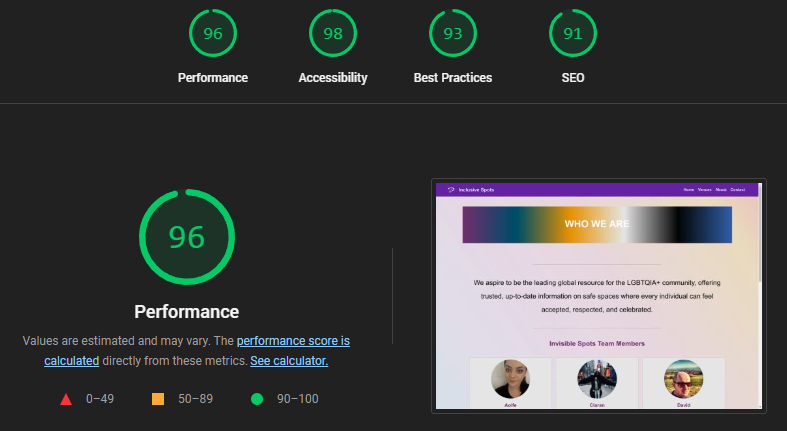 96
98
93
91
Performance
Accessibility
Best Practices
SEO
96
Performance
Values are estimated and may vary. The performance score is
calculated directly from these metrics. See calculator.
0–49
50–89
90–100
Inclusive Spots
Home Venues About Contact
WHO WE ARE
We aspire to be the leading global resource for the LGBTQIA+ community, offering
trusted, up-to-date information on safe spaces where every individual can feel
accepted, respected, and celebrated.
Invisible Spots Team Members
Aoife
Ciaran
David